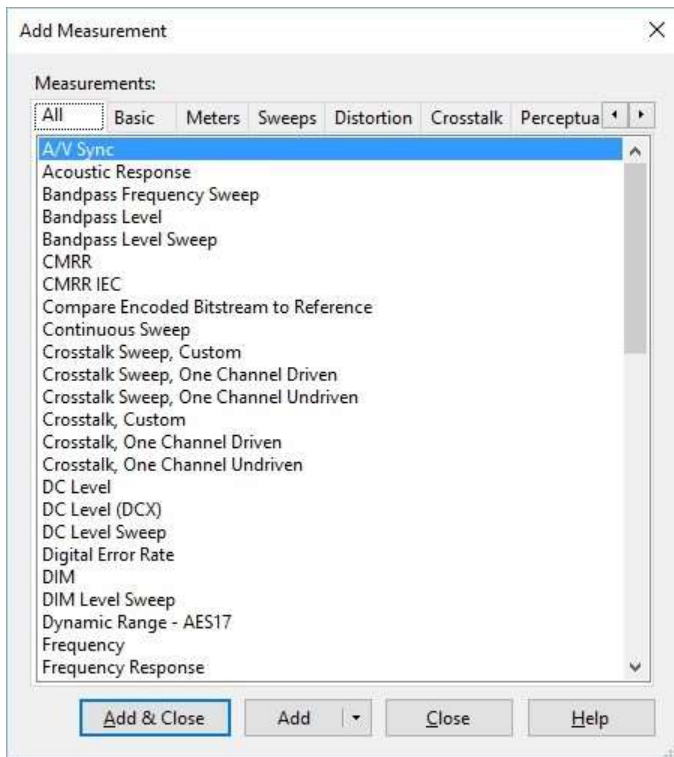 Add Measurement
Measurements:
All Basic Meters Sweeps Distortion Crosstalk Perceptua
A/V Sync
Acoustic Response
Bandpass Frequency Sweep
Bandpass Level
Bandpass Level Sweep
CMRR
CMRR IEC
Compare Encoded Bitstream to Reference
Continuous Sweep
Crosstalk Sweep, Custom
Crosstalk Sweep, One Channel Driven
Crosstalk Sweep, One Channel Undriven
Crosstalk, Custom
Crosstalk, One Channel Driven
Crosstalk, One Channel Undriven
DC Level
DC Level (DCX)
DC Level Sweep
Digital Error Rate
DIM
DIM Level Sweep
Dynamic Range - AES17
Frequency
Frequency Response
Add & Close Add Close Help